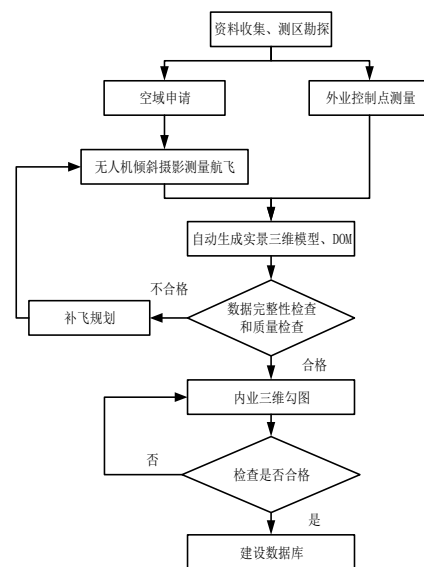 资料收集、测区勘探
空域申请
外业控制点测量
无人机倾斜摄影测量航飞
自动生成实景三维模型、DOM
不合格
数据完整性检查
和质量检查
补飞规划
合格
内业三维勾图
否
检查是否合格
是
建设数据库